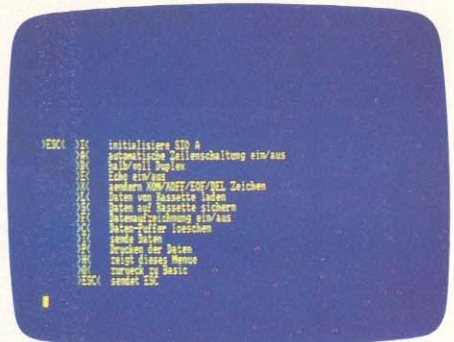 >ESC< >I< initialisiere SIO A
automatische Zeilenschaltung ein/aus
halb/voll Duplex
>E< Echo ein/aus
aendern XON/XOFF/EOF/DEL Zeichen
Daten von Kassette laden
Daten auf Kassette sichern
Datenaufzeichnung ein/aus
Daten-Puffer loeschen
sende Daten
Drucken der Daten
zeigt dieses Menue
zurueck zu Basic
>ESC< sendet ESC